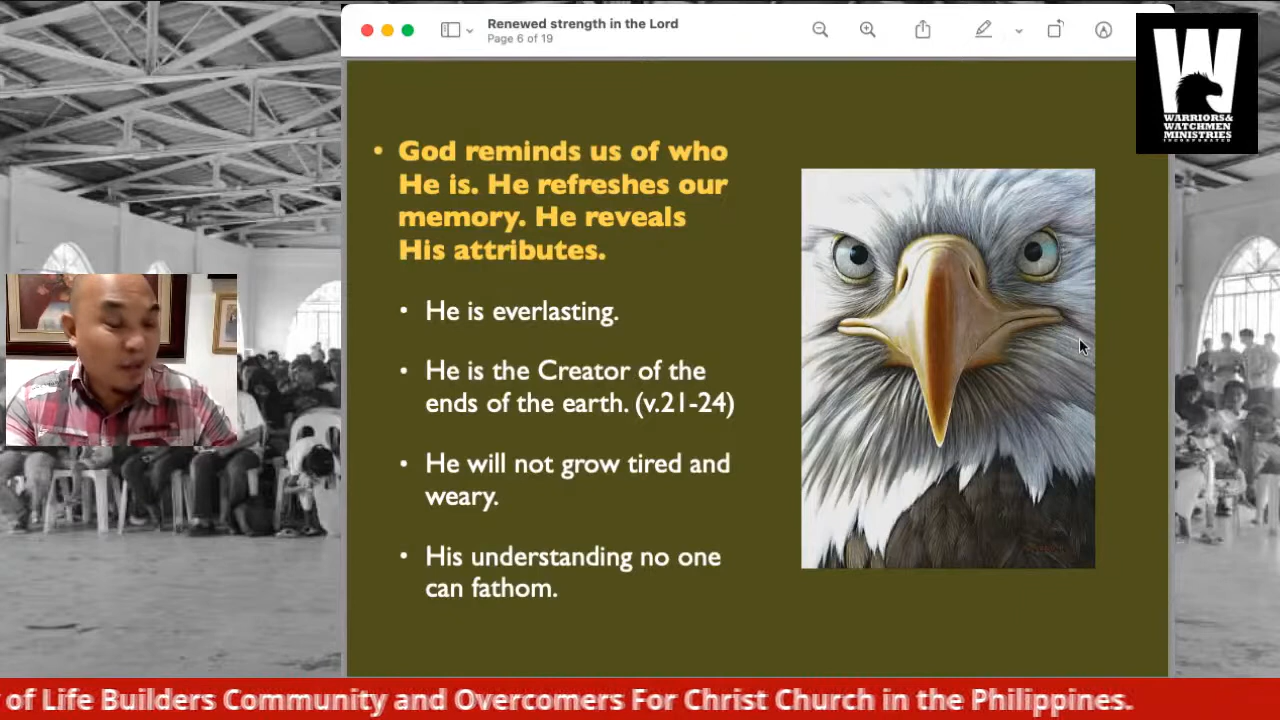 Renewed strength in the Lord
Page 6 of 19
W
WARRIORS&
WATCHMEN
MINISTRIES
INCORPORATED
• God reminds us of who
He is. He refreshes our
memory. He reveals
His attributes.
• He is everlasting.
• He is the Creator of the
ends of the earth. (v.21-24)
• He will not grow tired and
weary.
• His understanding no one
can fathom.
of Life Builders Community and Overcomers For Christ Church in the Philippines.